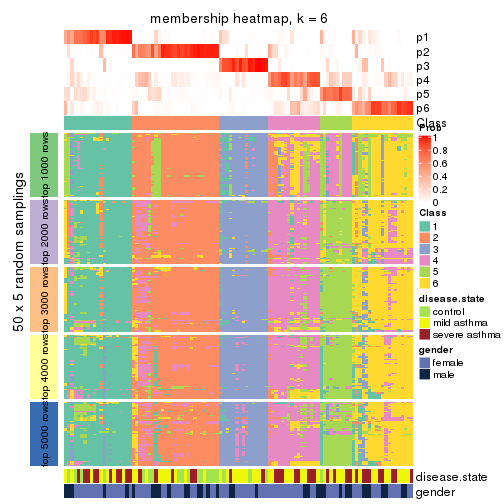 membership heatmap, k = 6
p1
p2
p3
p4
p5
p6
Class
Prob
1
0.8
0.6
0.4
0.2
0
Class
1
2
3
4
5
6
disease.state
control
mild asthma
severe asthma
gender
female
male
50 x 5 random samplings
top 1000 rows
top 2000 rows
top 3000 rows
top 4000 rows
top 5000 rows
disease.state
gender